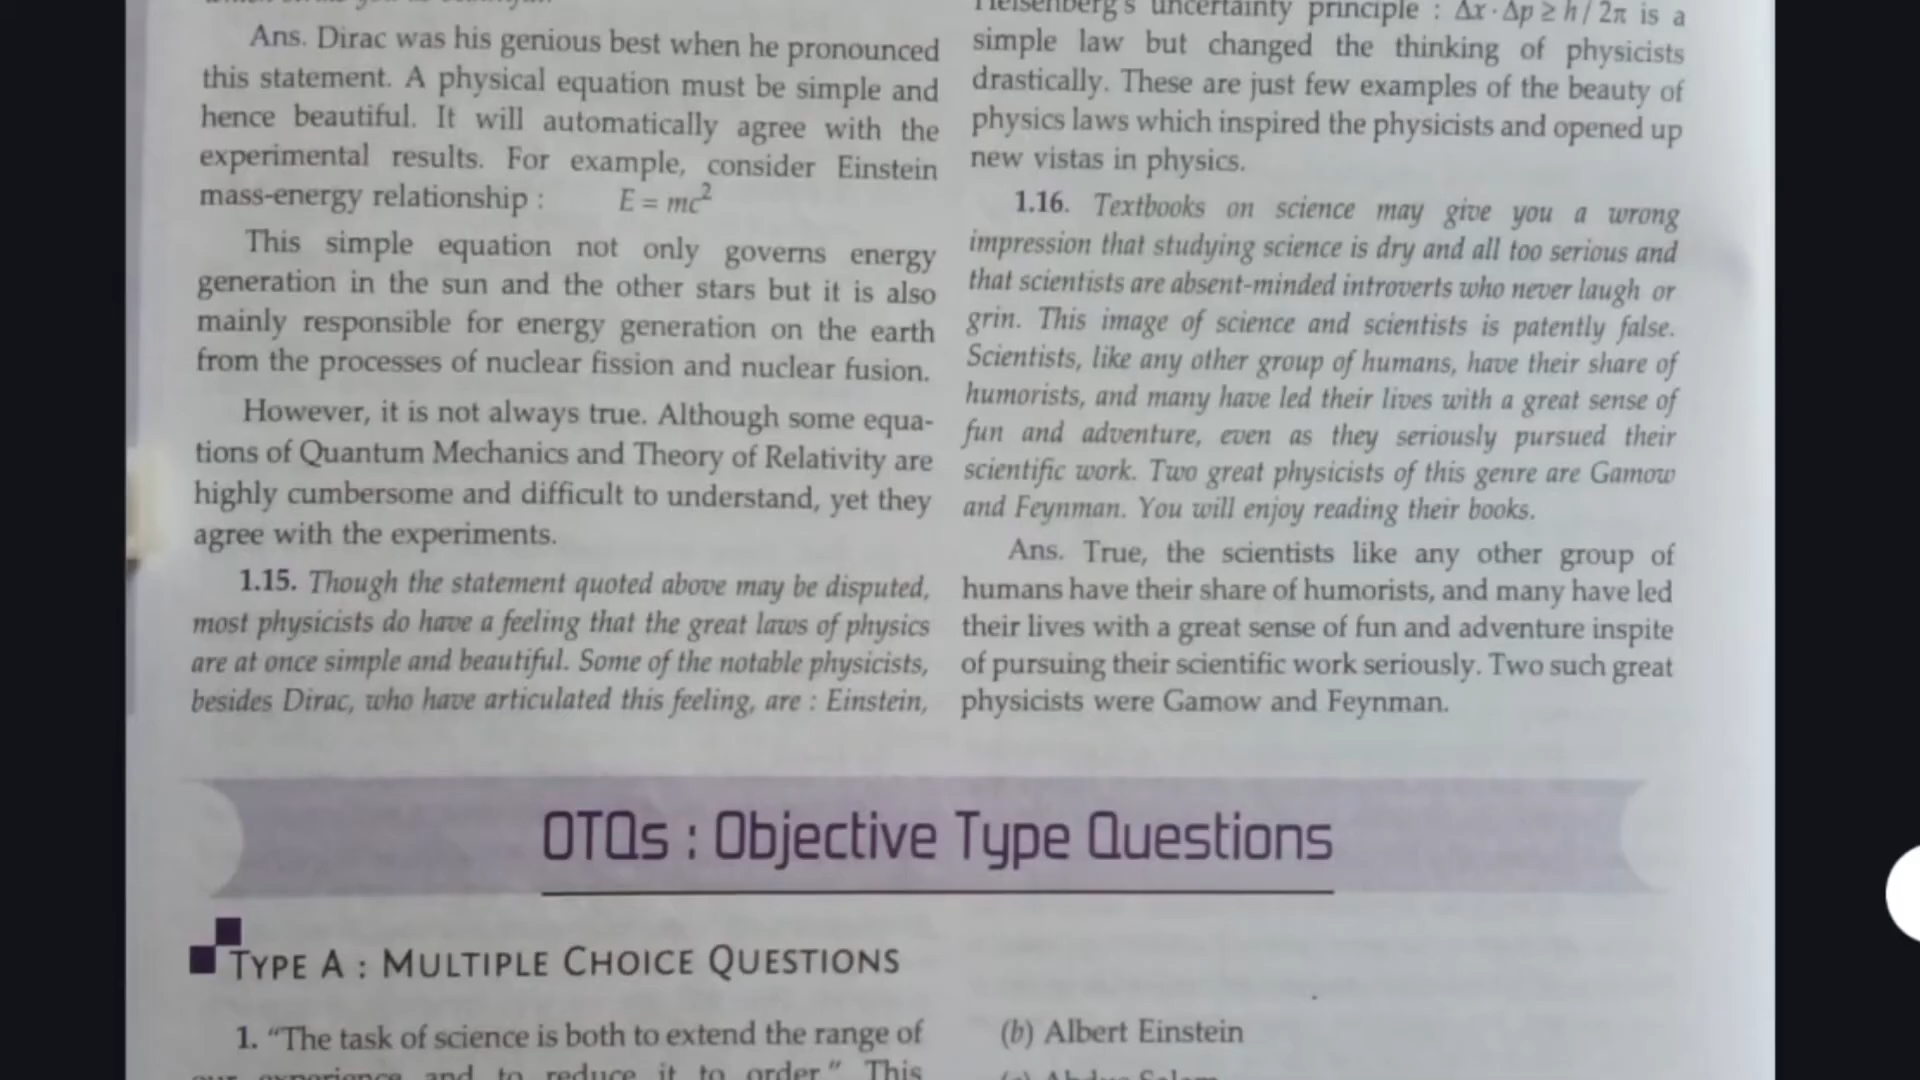 Ans. Dirac was his genious best when he pronounced
this statement. A physical equation must be simple and
hence beautiful. It will automatically agree with the
experimental results. For example, consider Einstein
mass-energy relationship : E = mc²
This simple equation not only governs energy
generation in the sun and the other stars but it is also
mainly responsible for energy generation on the earth
from the processes of nuclear fission and nuclear fusion.
However, it is not always true. Although some equa-
tions of Quantum Mechanics and Theory of Relativity are
highly cumbersome and difficult to understand, yet they
agree with the experiments.
1.15. Though the statement quoted above may be disputed,
most physicists do have a feeling that the great laws of physics
are at once simple and beautiful. Some of the notable physicists,
besides Dirac, who have articulated this feeling, are : Einstein,
Heisenberg's uncertainty principle : Δx · Δp ≥ h / 2π is a
simple law but changed the thinking of physicists
drastically. These are just few examples of the beauty of
physics laws which inspired the physicists and opened up
new vistas in physics.
1.16. Textbooks on science may give you a wrong
impression that studying science is dry and all too serious and
that scientists are absent-minded introverts who never laugh or
grin. This image of science and scientists is patently false.
Scientists, like any other group of humans, have their share of
humorists, and many have led their lives with a great sense of
fun and adventure, even as they seriously pursued their
scientific work. Two great physicists of this genre are Gamow
and Feynman. You will enjoy reading their books.
Ans. True, the scientists like any other group of
humans have their share of humorists, and many have led
their lives with a great sense of fun and adventure inspite
of pursuing their scientific work seriously. Two such great
physicists were Gamow and Feynman.
OTQs : Objective Type Questions
TYPE A : MULTIPLE CHOICE QUESTIONS
1. “The task of science is both to extend the range of
our experience and to reduce it to order” This
(b) Albert Einstein
(c) Abdus Salam